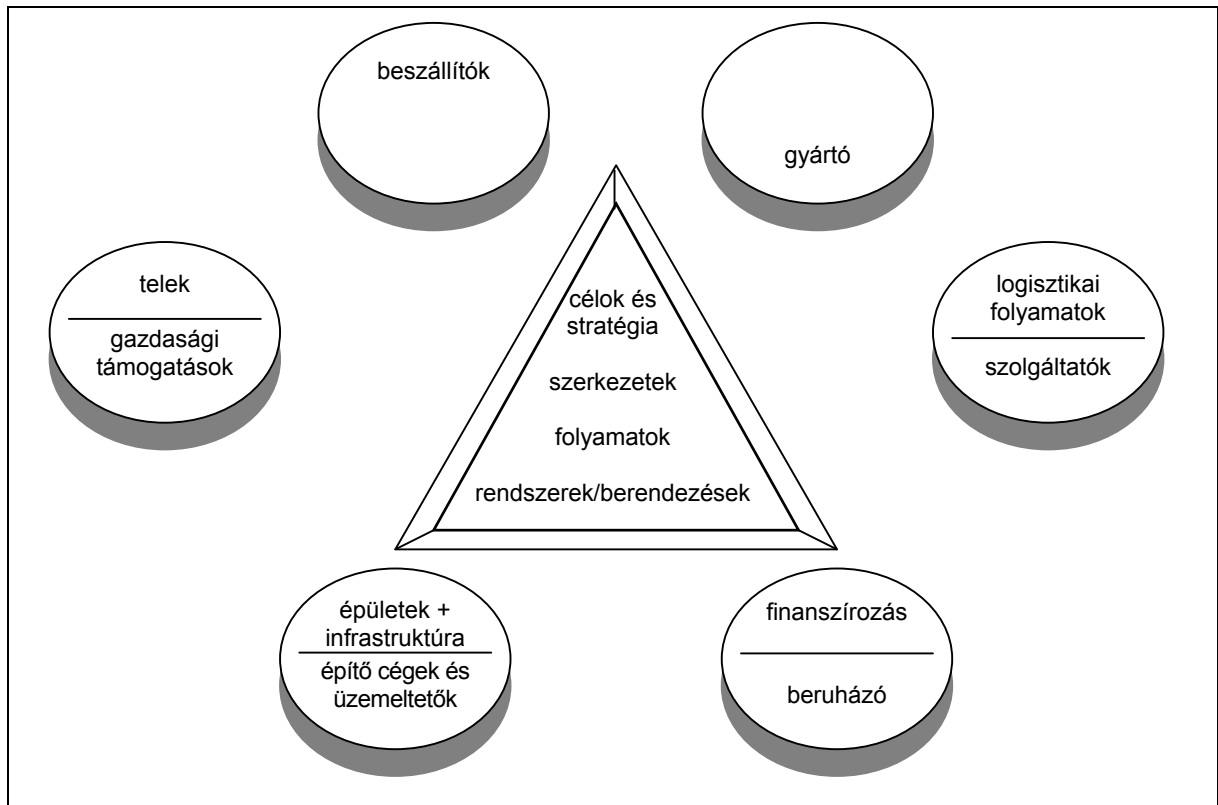 beszállítók
gyártó
telek
gazdasági
támogatások
célok és
stratégia
szerkezetek
folyamatok
rendszerek/berendezések
logisztikai
folyamatok
szolgáltatók
épületek +
infrastruktúra
építő cégek és
üzemeltetők
finanszírozás
beruházó